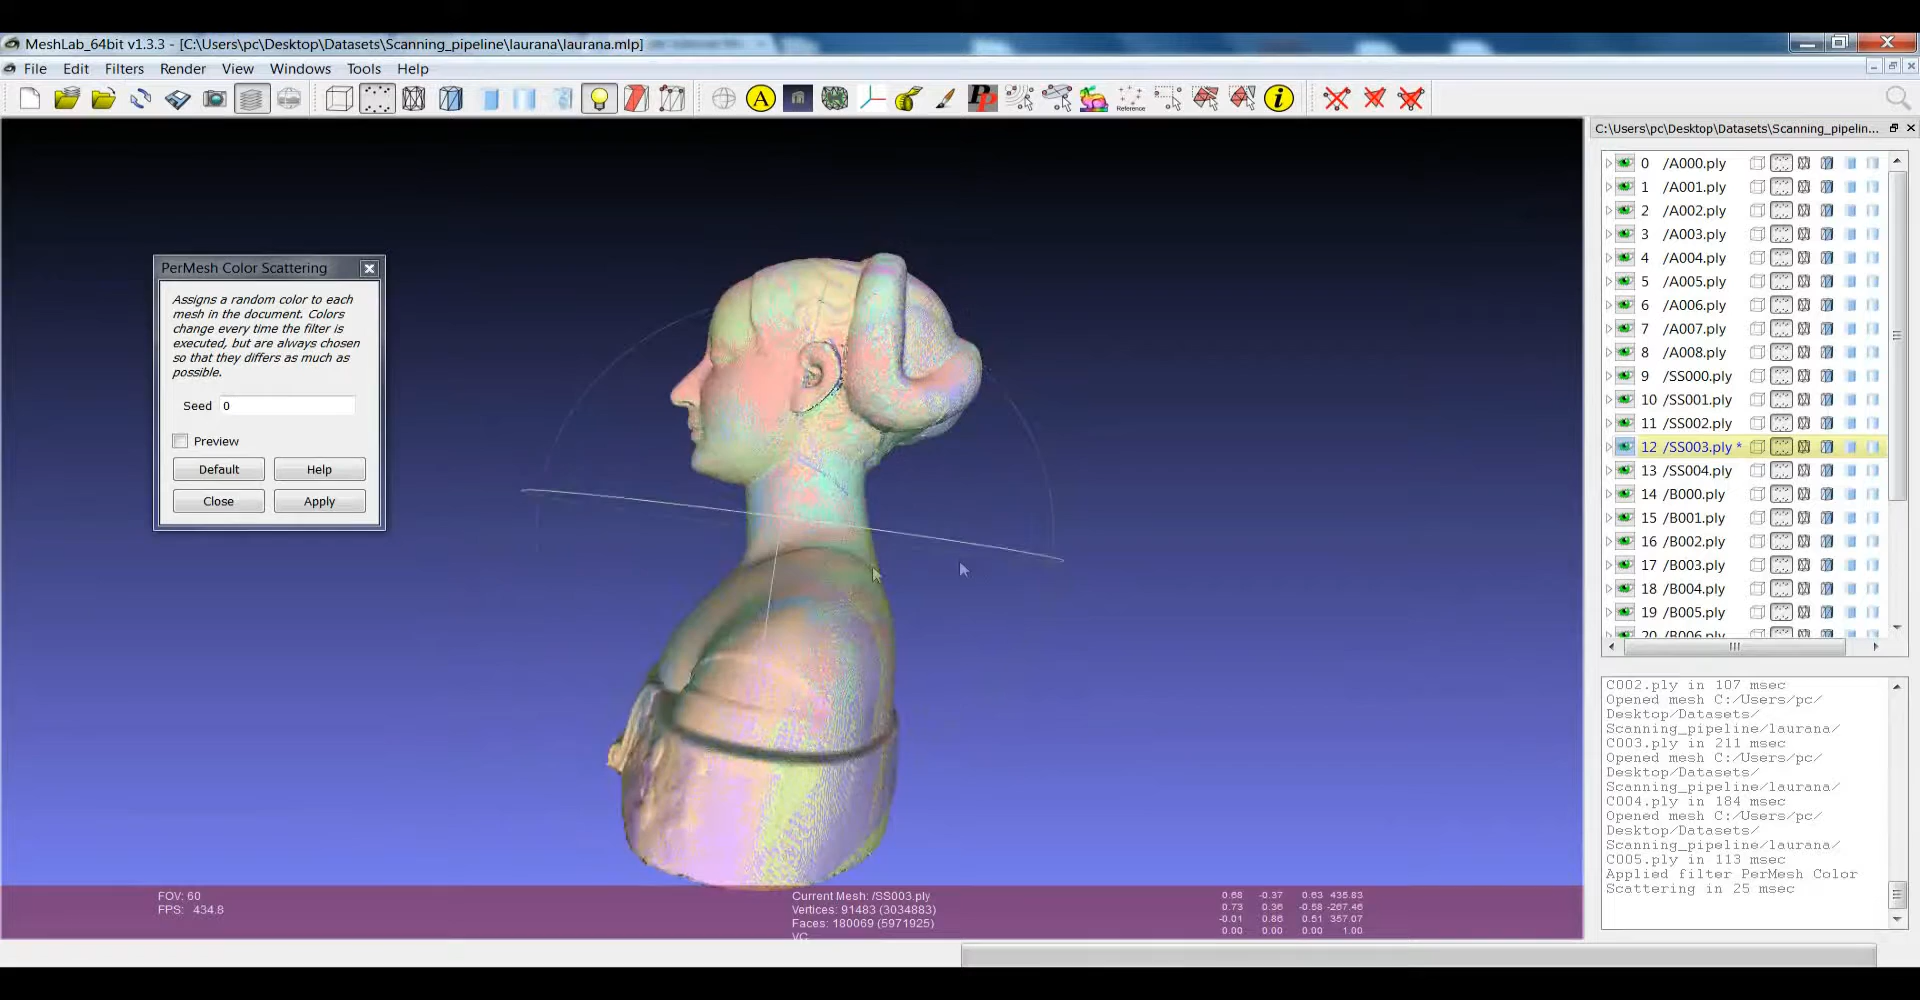 MeshLab_64bit v1.3.3 - [C:\Users\pc\Desktop\Datasets\Scanning_pipeline\laurana\laurana.mlp]
File Edit Filters Render View Windows Tools Help
A
PP
Reference
i
C:\Users\pc\Desktop\Datasets\Scanning_pipelin...
0 /A000.ply
1 /A001.ply
2 /A002.ply
3 /A003.ply
4 /A004.ply
5 /A005.ply
6 /A006.ply
7 /A007.ply
8 /A008.ply
9 /SS000.ply
10 /SS001.ply
11 /SS002.ply
12 /SS003.ply *
13 /SS004.ply
14 /B000.ply
15 /B001.ply
16 /B002.ply
17 /B003.ply
18 /B004.ply
19 /B005.ply
20 /B006.ply
PerMesh Color Scattering
Assigns a random color to each
mesh in the document. Colors
change every time the filter is
executed, but are always chosen
so that they differs as much as
possible.
Seed 0
Preview
Default Help
Close Apply
C002.ply in 107 msec
Opened mesh C:/Users/pc/
Desktop/Datasets/
Scanning_pipeline/laurana/
C003.ply in 211 msec
Opened mesh C:/Users/pc/
Desktop/Datasets/
Scanning_pipeline/laurana/
C004.ply in 184 msec
Opened mesh C:/Users/pc/
Desktop/Datasets/
Scanning_pipeline/laurana/
C005.ply in 113 msec
Applied filter PerMesh Color
Scattering in 25 msec
FOV: 60
FPS: 434.8
Current Mesh: /SS003.ply
Vertices: 91483 (3034883)
Faces: 180069 (5971925)
VC
0.68 -0.37 0.63 435.83
0.73 0.36 -0.58 -267.46
-0.01 0.86 0.51 357.07
0.00 0.00 0.00 1.00